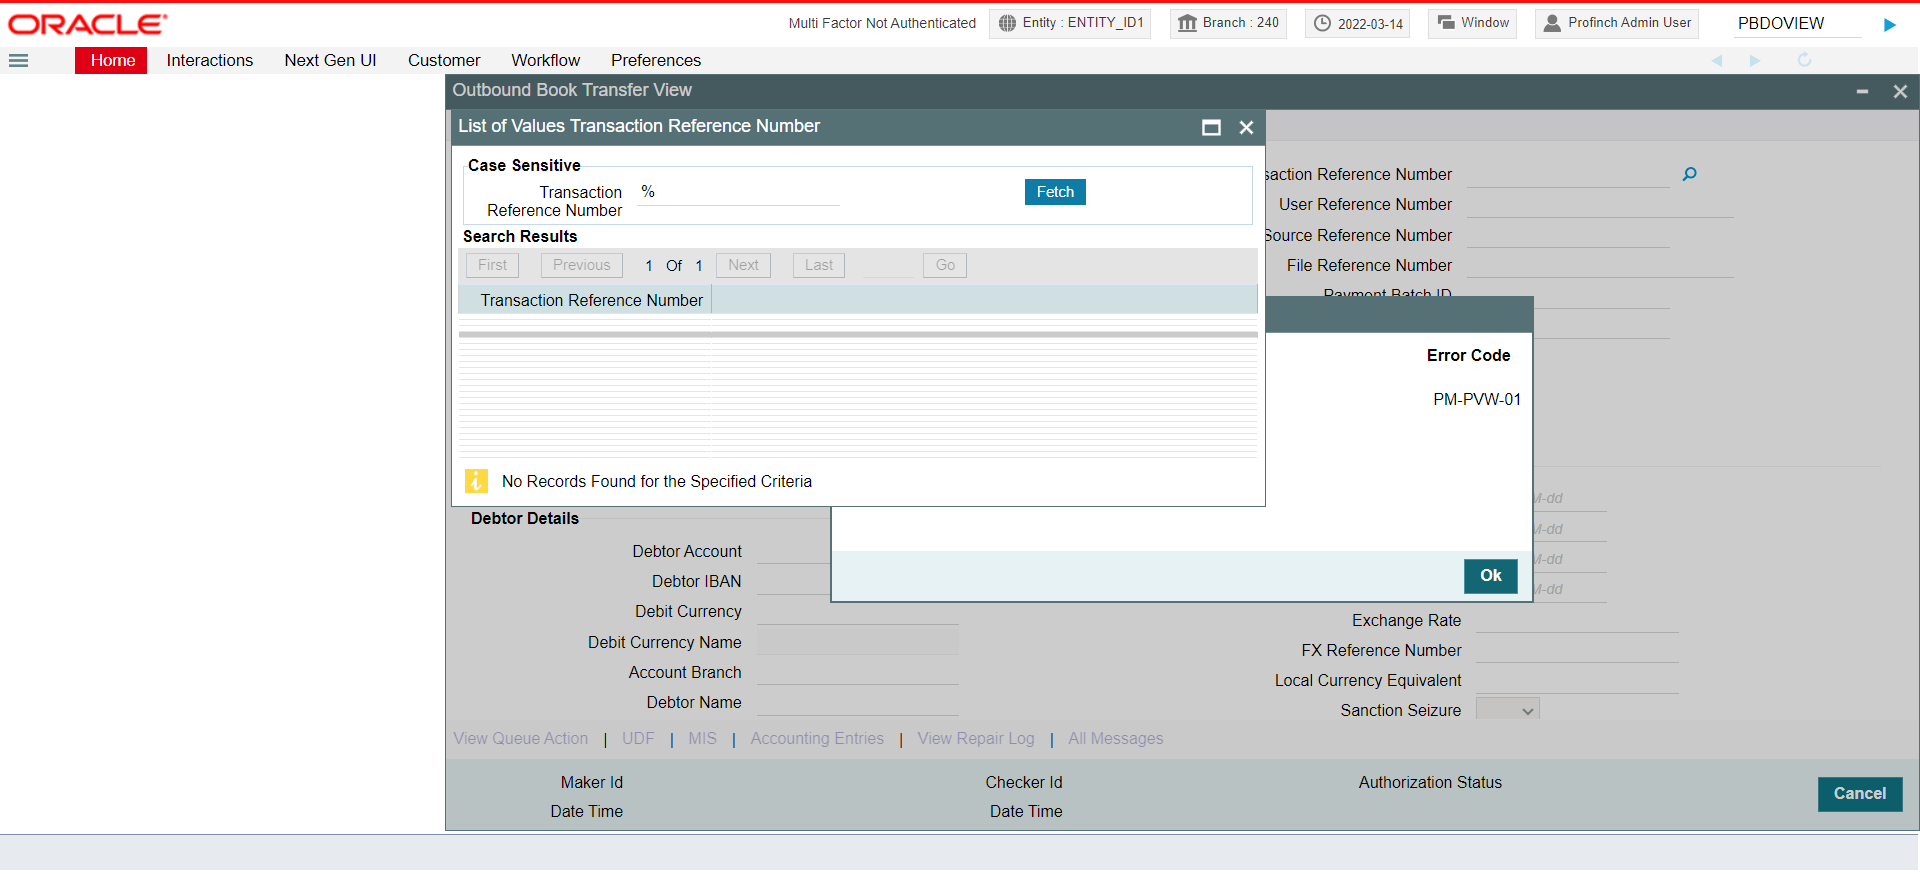 ORACLE
Multi Factor Not Authenticated
Entity : ENTITY_ID1
Branch : 240
2022-03-14
Window
Profinch Admin User
PBDOVIEW
Home
Interactions
Next Gen UI
Customer
Workflow
Preferences
Outbound Book Transfer View
List of Values Transaction Reference Number
Case Sensitive
Transaction
Reference Number
%
Fetch
Search Results
First
Previous
1 Of 1
Next
Last
Go
Transaction Reference Number
No Records Found for the Specified Criteria
saction Reference Number
User Reference Number
Source Reference Number
File Reference Number
Payment Batch ID
Error Code
PM-PVW-01
Ok
M-dd
M-dd
M-dd
M-dd
Debtor Details
Debtor Account
Debtor IBAN
Debit Currency
Debit Currency Name
Account Branch
Debtor Name
Exchange Rate
FX Reference Number
Local Currency Equivalent
Sanction Seizure
View Queue Action | UDF | MIS | Accounting Entries | View Repair Log | All Messages
Maker Id
Date Time
Checker Id
Date Time
Authorization Status
Cancel